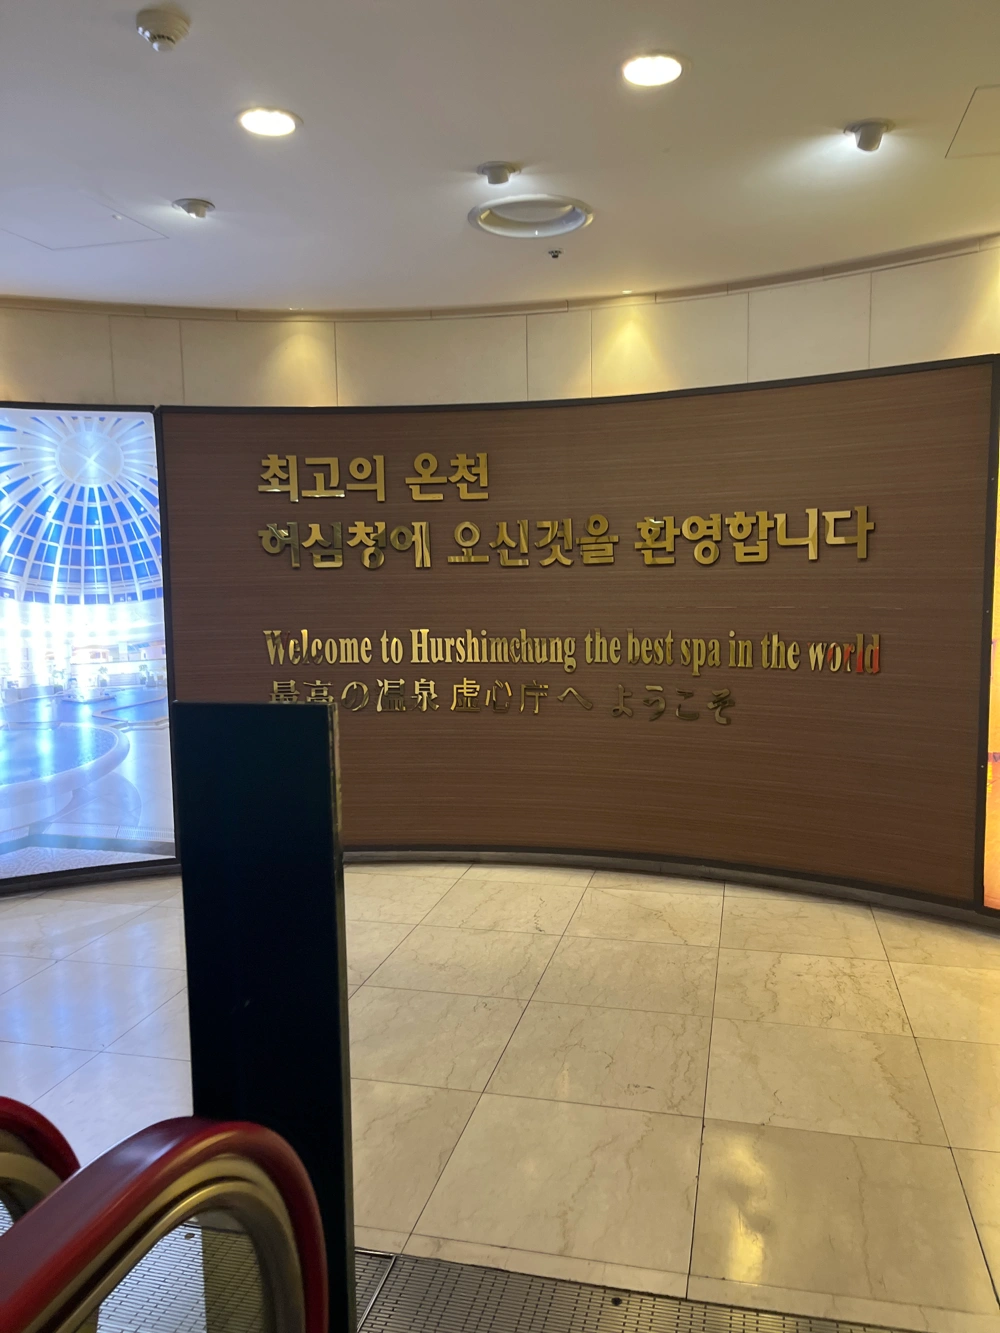 최고의 온천
허심청에 오신것을 환영합니다
Welcome to Hurshimchung the best spa in the world
最高の温泉 虚心庁へ ようこそ